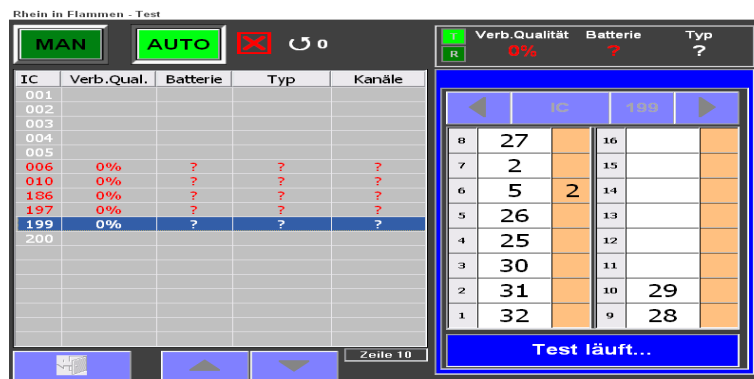 Rhein in Flammen - Test
MAN AUTO 0
T Verb.Qualität Batterie Typ
R 0% ? ?
IC Verb.Qual. Batterie Typ Kanäle
001
002
003
004
005
006 0% ? ? ?
010 0% ? ? ?
186 0% ? ? ?
197 0% ? ? ?
199 0% ? ? ?
200
Zeile 10
IC 199
8 27 16
7 2 15
6 5 2 14
5 26 13
4 25 12
3 30 11
2 31 10 29
1 32 9 28
Test läuft...